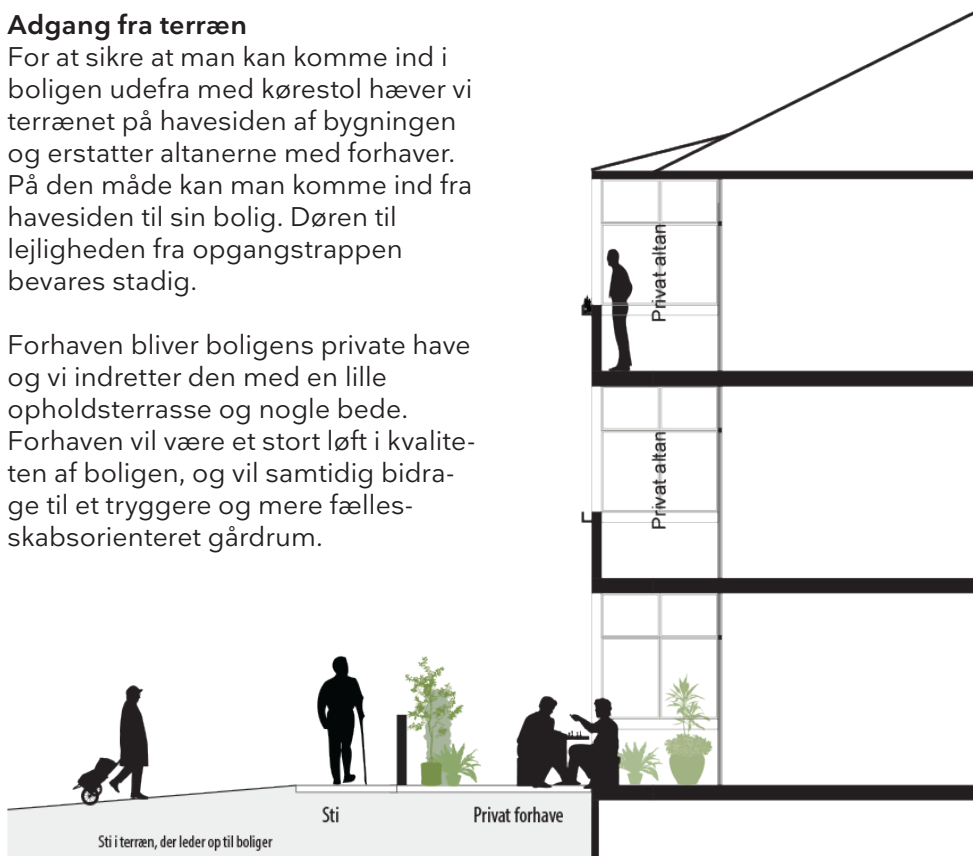 Adgang fra terræn
For at sikre at man kan komme ind i
boligen udefra med kørestol hæver vi
terrænet på havesiden af bygningen
og erstatter altanerne med forhaver.
På den måde kan man komme ind fra
havesiden til sin bolig. Døren til
lejligheden fra opgangstrappen
bevares stadig.
Forhaven bliver boligens private have
og vi indretter den med en lille
opholdsterrasse og nogle bede.
Forhaven vil være et stort løft i kvalite-
ten af boligen, og vil samtidig bidra-
ge til et tryggere og mere fælles-
skabsorienteret gårdrum.
Privat altan
Privat altan
Sti
Privat forhave
Sti i terræn, der leder op til boliger